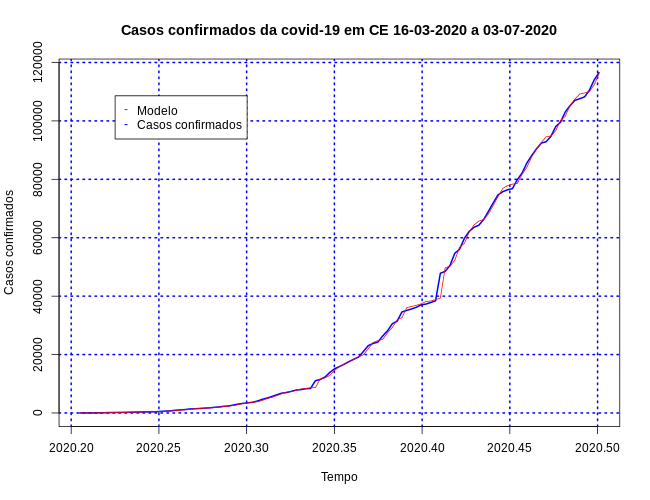 Casos confirmados da covid-19 em CE 16-03-2020 a 03-07-2020
Casos confirmados
120000
100000
80000
60000
40000
20000
0
- Modelo
- Casos confirmados
2020.20 2020.25 2020.30 2020.35 2020.40 2020.45 2020.50
Tempo